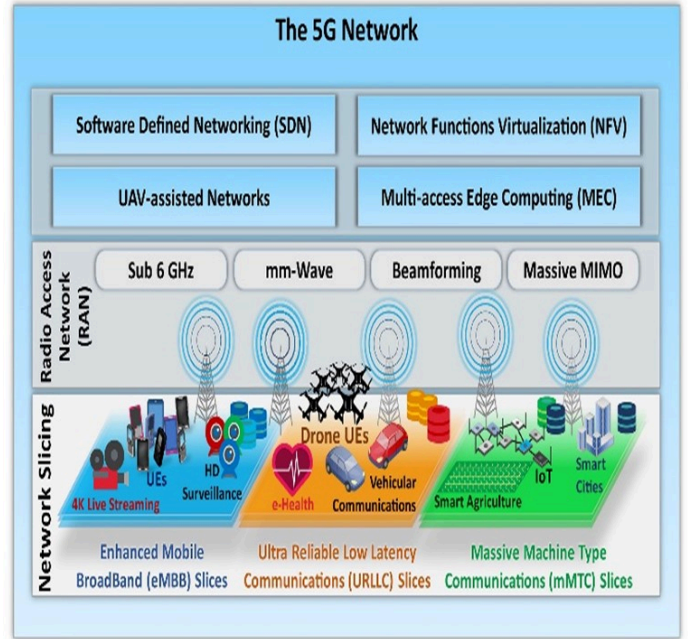 The 5G Network
Software Defined Networking (SDN)
Network Functions Virtualization (NFV)
UAV-assisted Networks
Multi-access Edge Computing (MEC)
Radio Access
Network
(RAN)
Sub 6 GHz
mm-Wave
Beamforming
Massive MIMO
Network Slicing
4K Live Streaming
UEs
HD
Surveillance
Drone UEs
e-Health
Vehicular
Communications
Smart Agriculture
IoT
Smart
Cities
Enhanced Mobile
BroadBand (eMBB) Slices
Ultra Reliable Low Latency
Communications (URLLC) Slices
Massive Machine Type
Communications (mMTC) Slices